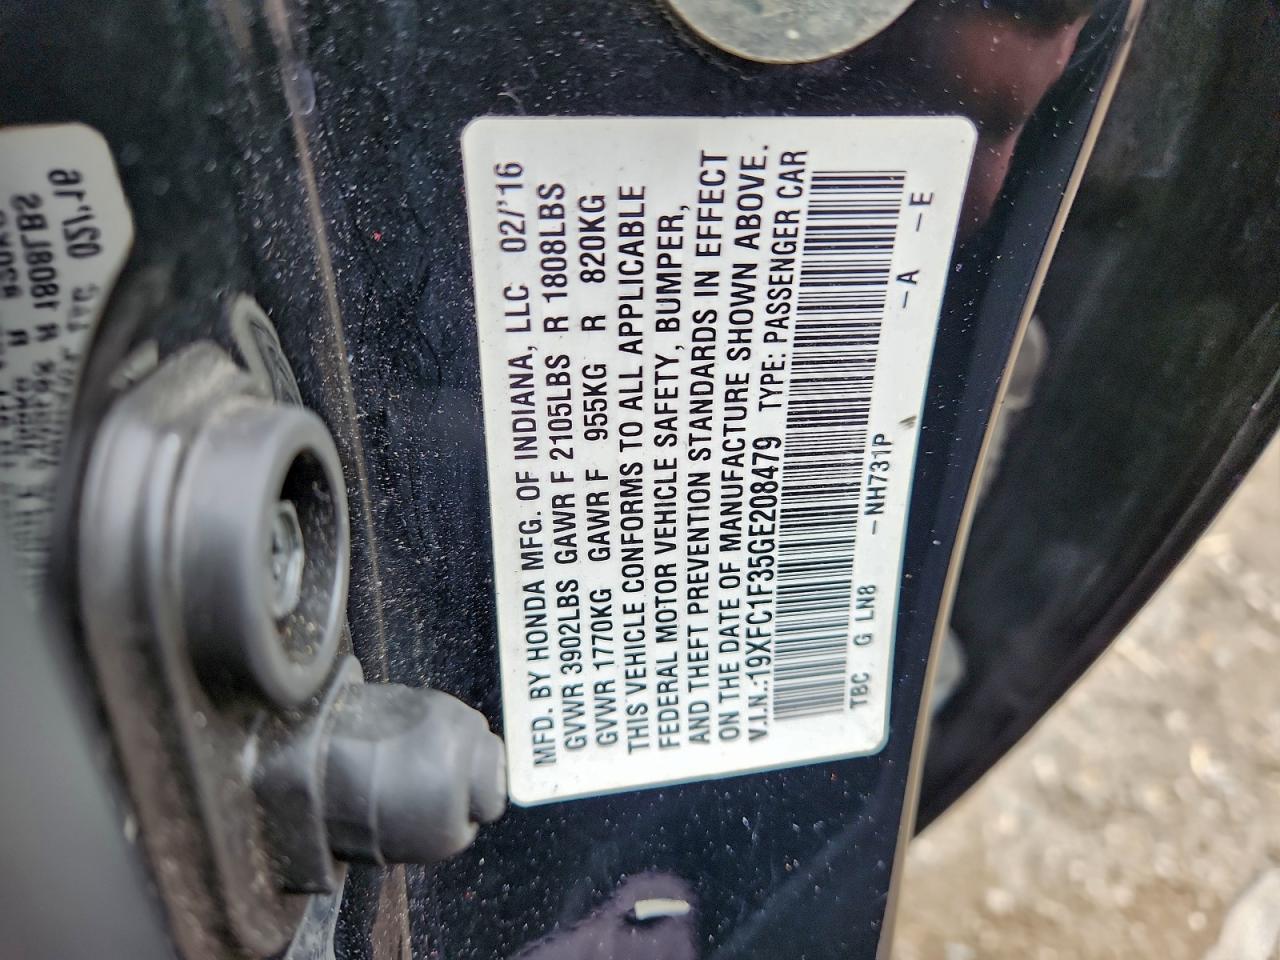 MFD. BY HONDA MFG. OF INDIANA, LLC 02/'16
GVWR 3902LBS GAWR F 2105LBS R 1808LBS
GVWR 1770KG GAWR F 955KG R 820KG
THIS VEHICLE CONFORMS TO ALL APPLICABLE
FEDERAL MOTOR VEHICLE SAFETY, BUMPER,
AND THEFT PREVENTION STANDARDS IN EFFECT
ON THE DATE OF MANUFACTURE SHOWN ABOVE.
V.I.N.:19XFC1F35GE208479 TYPE: PASSENGER CAR
TBC G LN8 -NH731P -A -E